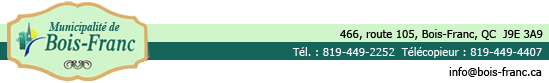 Municipalité de
Bois-Franc
466, route 105, Bois-Franc, QC J9E 3A9
Tél. : 819-449-2252 Télécopieur : 819-449-4407
info@bois-franc.ca